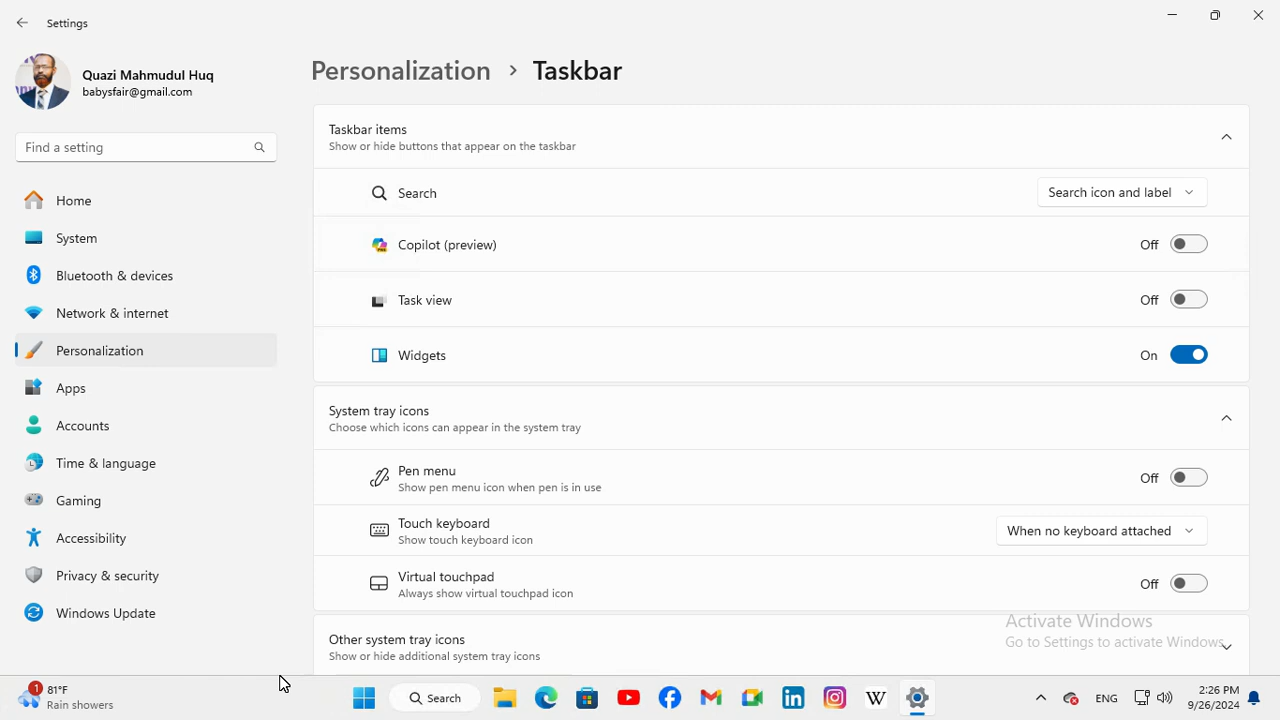 Settings
Quazi Mahmudul Huq
babysfair@gmail.com
Find a setting
Home
System
Bluetooth & devices
Network & internet
Personalization
Apps
Accounts
Time & language
Gaming
Accessibility
Privacy & security
Windows Update
Personalization > Taskbar
Taskbar items
Show or hide buttons that appear on the taskbar
Search Search icon and label
Copilot (preview) Off
Task view Off
Widgets On
System tray icons
Choose which icons can appear in the system tray
Pen menu
Show pen menu icon when pen is in use
Off
Touch keyboard
Show touch keyboard icon
When no keyboard attached
Virtual touchpad
Always show virtual touchpad icon
Off
Other system tray icons
Show or hide additional system tray icons
Activate Windows
Go to Settings to activate Windows.
1
81°F
Rain showers
Search
W
ENG
2:26 PM
9/26/2024